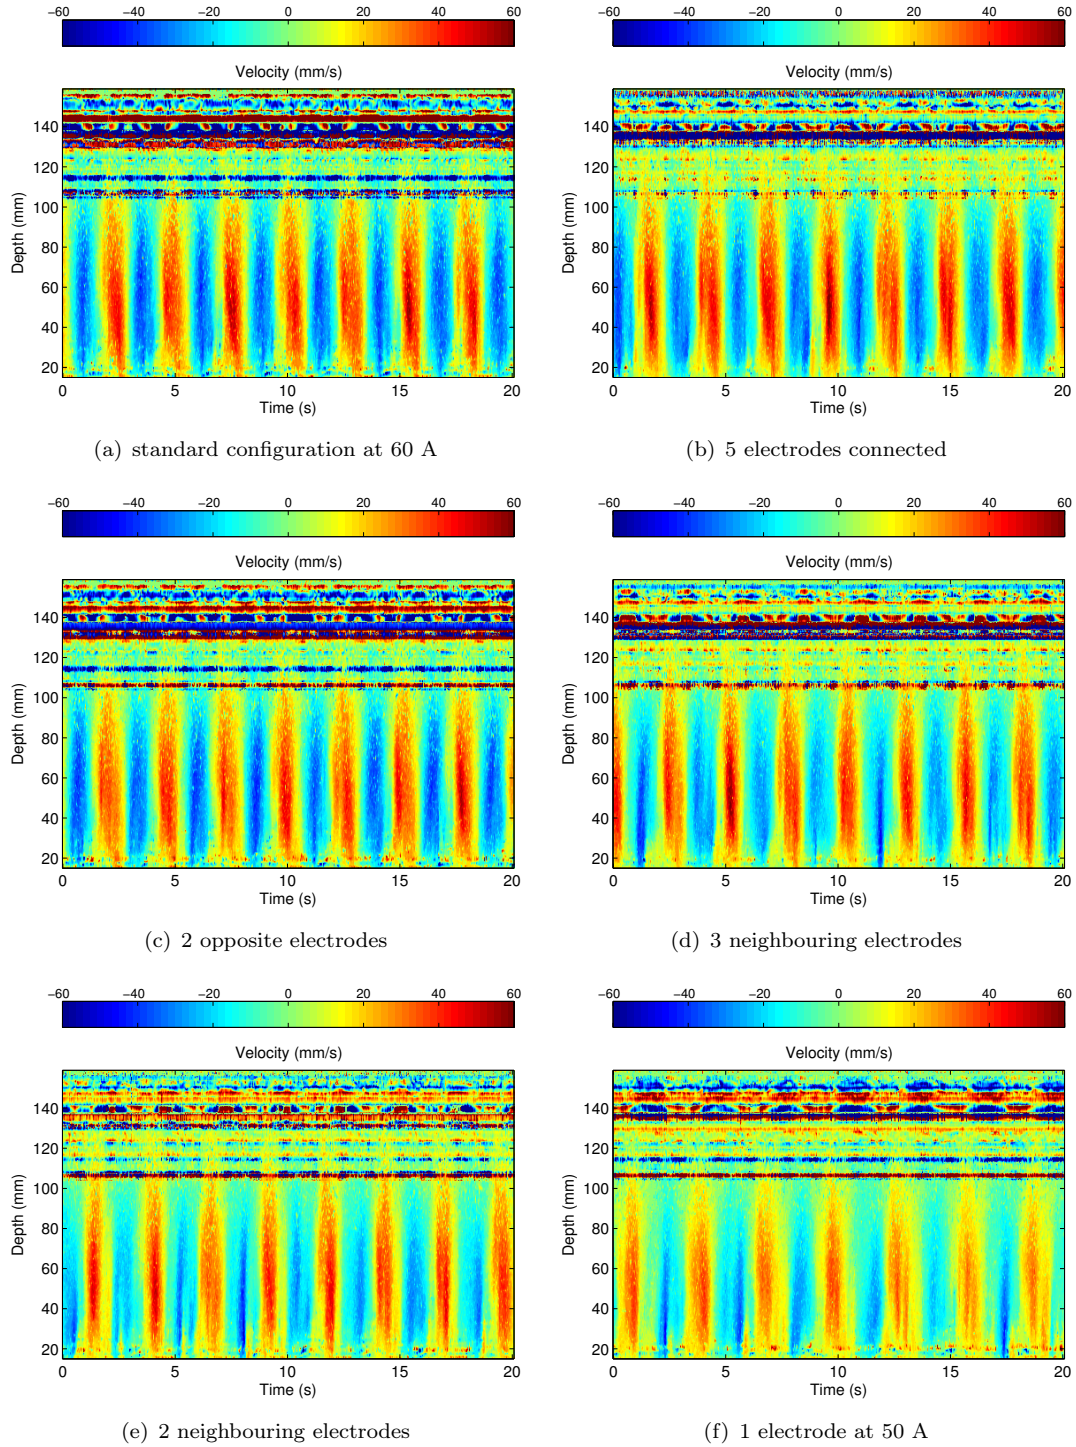 −60 −40 −20 0 20 40 60
Velocity (mm/s)
140
120
100
80
60
40
20
Depth (mm)
0 5 10 15 20
Time (s)
(a) standard configuration at 60 A
−60 −40 −20 0 20 40 60
Velocity (mm/s)
140
120
100
80
60
40
20
Depth (mm)
0 5 10 15 20
Time (s)
(b) 5 electrodes connected
−60 −40 −20 0 20 40 60
Velocity (mm/s)
140
120
100
80
60
40
20
Depth (mm)
0 5 10 15 20
Time (s)
(c) 2 opposite electrodes
−60 −40 −20 0 20 40 60
Velocity (mm/s)
140
120
100
80
60
40
20
Depth (mm)
0 5 10 15 20
Time (s)
(d) 3 neighbouring electrodes
−60 −40 −20 0 20 40 60
Velocity (mm/s)
140
120
100
80
60
40
20
Depth (mm)
0 5 10 15 20
Time (s)
(e) 2 neighbouring electrodes
−60 −40 −20 0 20 40 60
Velocity (mm/s)
140
120
100
80
60
40
20
Depth (mm)
0 5 10 15 20
Time (s)
(f) 1 electrode at 50 A